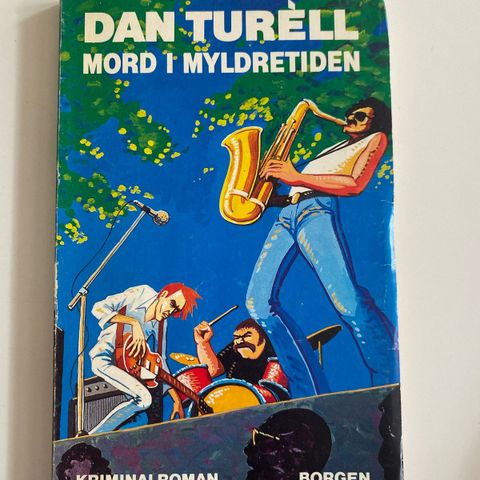 DAN TURÈLL
MORD I MYLDRETIDEN
KRIMINALROMAN BORGEN